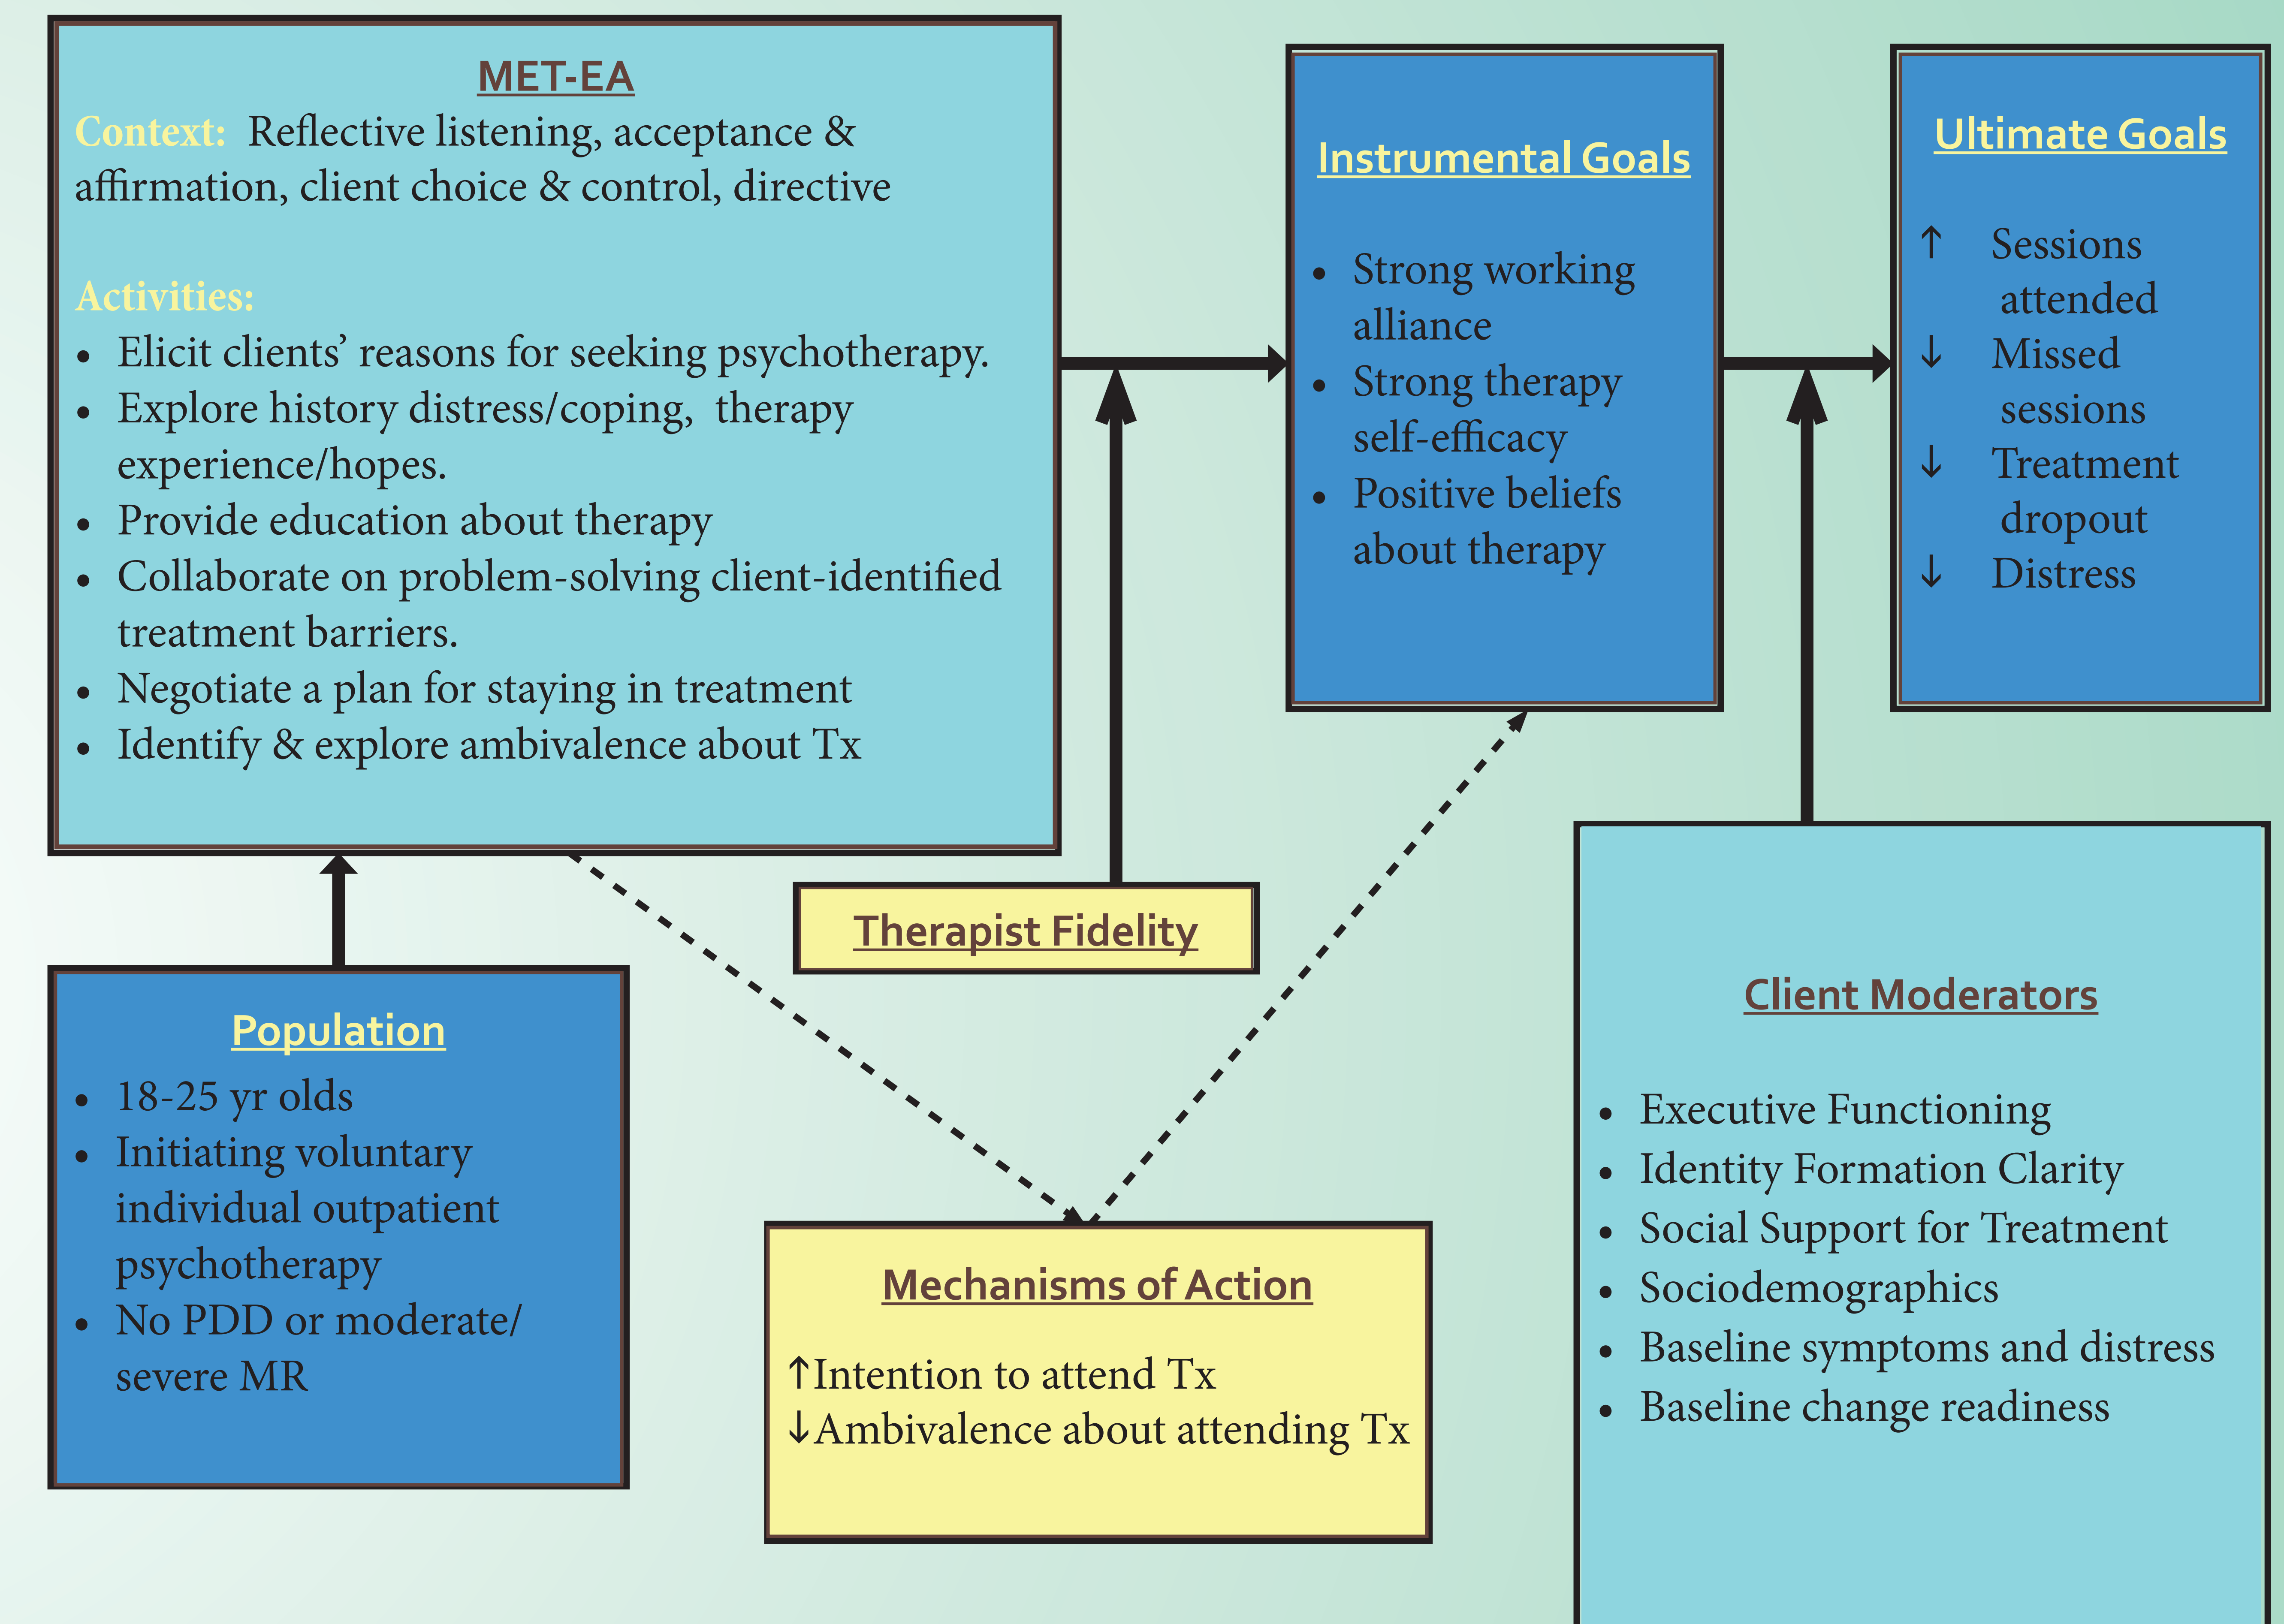 MET-EA
Context: Reflective listening, acceptance &
affirmation, client choice & control, directive
Activities:
• Elicit clients’ reasons for seeking psychotherapy.
• Explore history distress/coping, therapy
experience/hopes.
• Provide education about therapy
• Collaborate on problem-solving client-identified
treatment barriers.
• Negotiate a plan for staying in treatment
• Identify & explore ambivalence about Tx
Instrumental Goals
• Strong working
alliance
• Strong therapy
self-efficacy
• Positive beliefs
about therapy
Ultimate Goals
↑ Sessions
attended
↓ Missed
sessions
↓ Treatment
dropout
↓ Distress
Therapist Fidelity
Population
• 18-25 yr olds
• Initiating voluntary
individual outpatient
psychotherapy
• No PDD or moderate/
severe MR
Mechanisms of Action
↑Intention to attend Tx
↓Ambivalence about attending Tx
Client Moderators
• Executive Functioning
• Identity Formation Clarity
• Social Support for Treatment
• Sociodemographics
• Baseline symptoms and distress
• Baseline change readiness